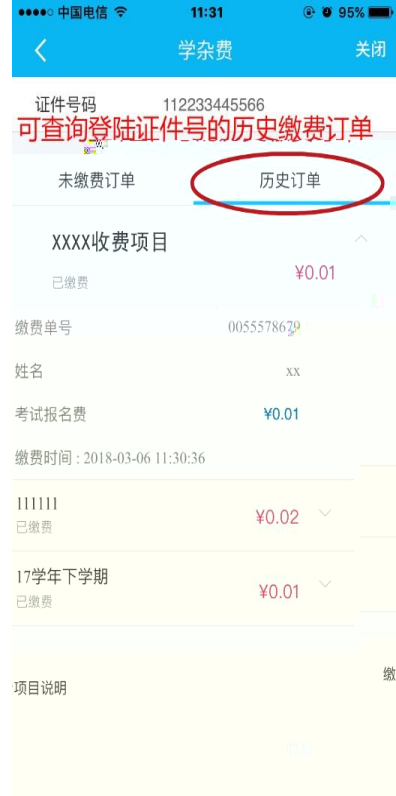 中国电信 11:31 95%
学杂费 关闭
证件号码 112233445566
可查询登陆证件号的历史缴费订单
未缴费订单 历史订单
XXXX收费项目
已缴费 ¥0.01
缴费单号 0055578679
姓名 xx
考试报名费 ¥0.01
缴费时间 : 2018-03-06 11:30:36
111111
已缴费 ¥0.02
17学年下学期
已缴费 ¥0.01
缴
项目说明